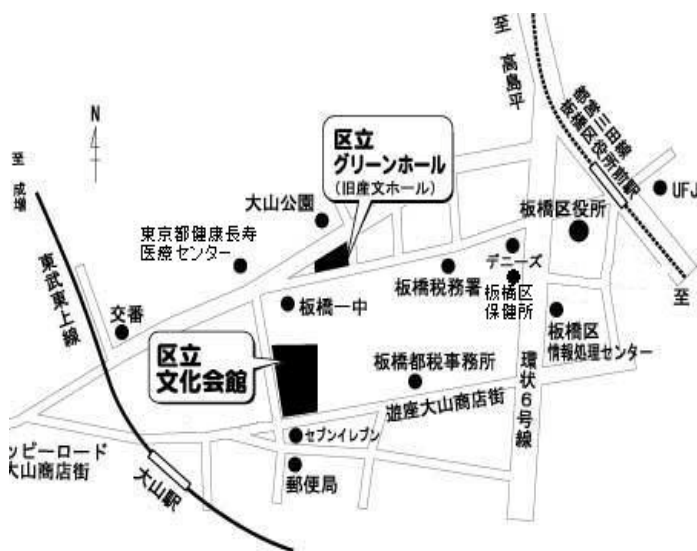 至 高島平
都営三田線
板橋区役所前駅
N
至 成増
区立
グリーンホール
(旧産文ホール)
UFJ
大山公園
板橋区役所
東京都健康長寿
医療センター
デニーズ
東武東上線
板橋税務署
板橋区
保健所
至
交番
板橋一中
板橋区
情報処理センター
区立
文化会館
板橋都税事務所
環状6号線
遊座大山商店街
セブンイレブン
ッピーロード
大山商店街
大山駅
郵便局